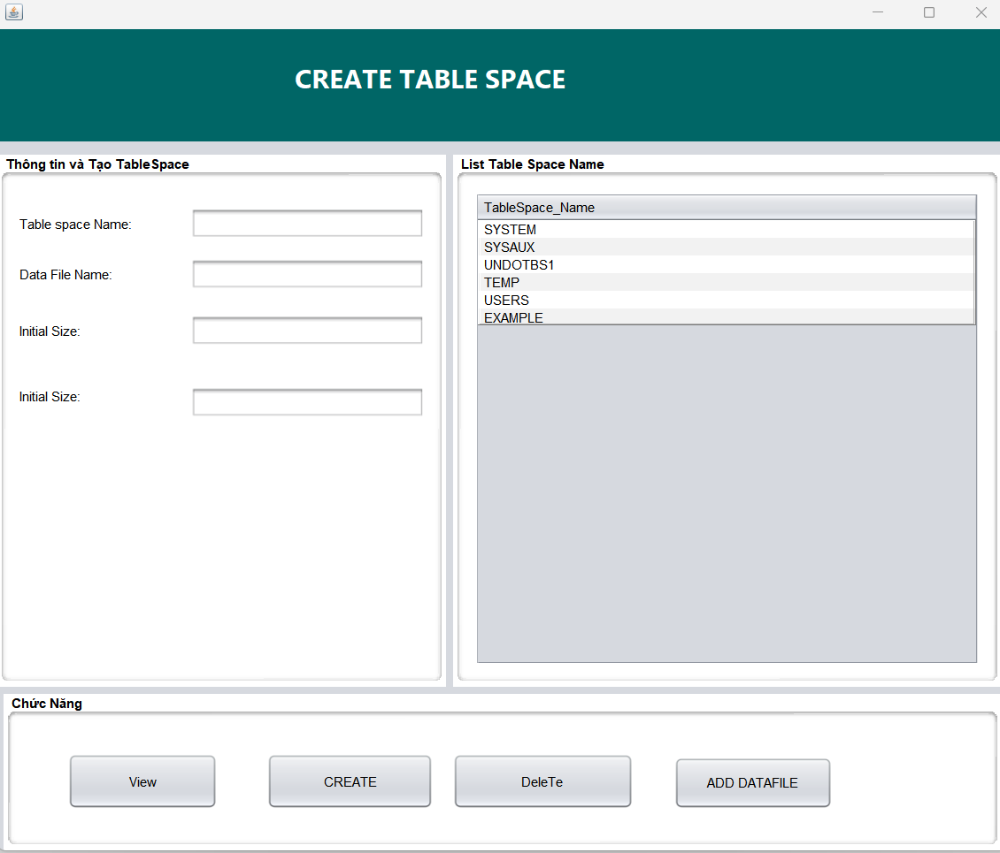 CREATE TABLE SPACE
Thông tin và Tạo TableSpace
Table space Name:
Data File Name:
Initial Size:
Initial Size:
List Table Space Name
TableSpace_Name
SYSTEM
SYSAUX
UNDOTBS1
TEMP
USERS
EXAMPLE
Chức Năng
View
CREATE
DeleTe
ADD DATAFILE